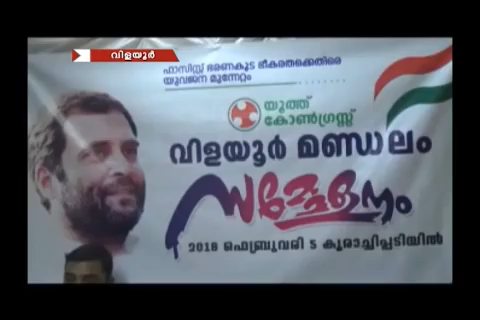 വിളയൂർ
ഫാസിസ്റ്റ് ഭരണകൂട ഭീകരതക്കെതിരെ
യുവജന മുന്നേറ്റം
യൂത്ത്
കോൺഗ്രസ്സ്
വിളയൂർ മണ്ഡലം
സമ്മേളനം
2018 ഫെബ്രുവരി 5 കൂരാച്ചിപ്പടിയിൽ